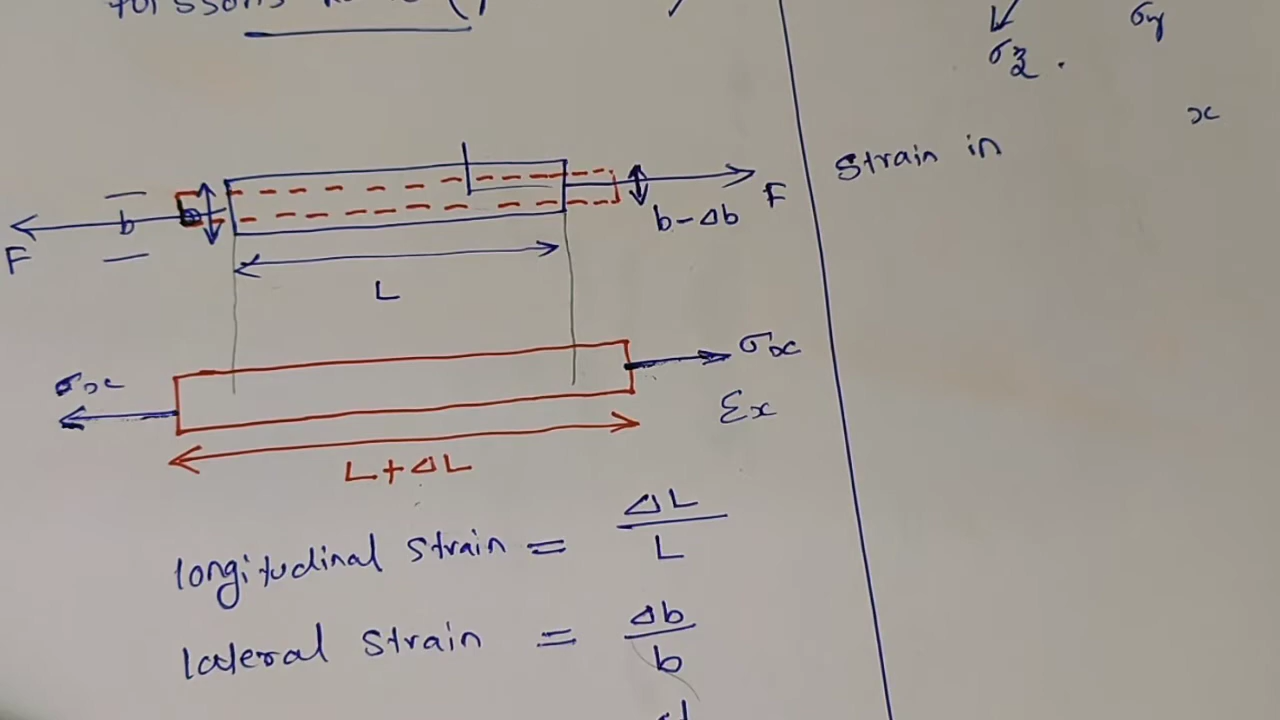 b
F
F
b-Δb
L
σx
σx
εx
L+ΔL
longitudinal strain = ΔL/L
lateral strain = Δb/b
σy
σz.
x
Strain in